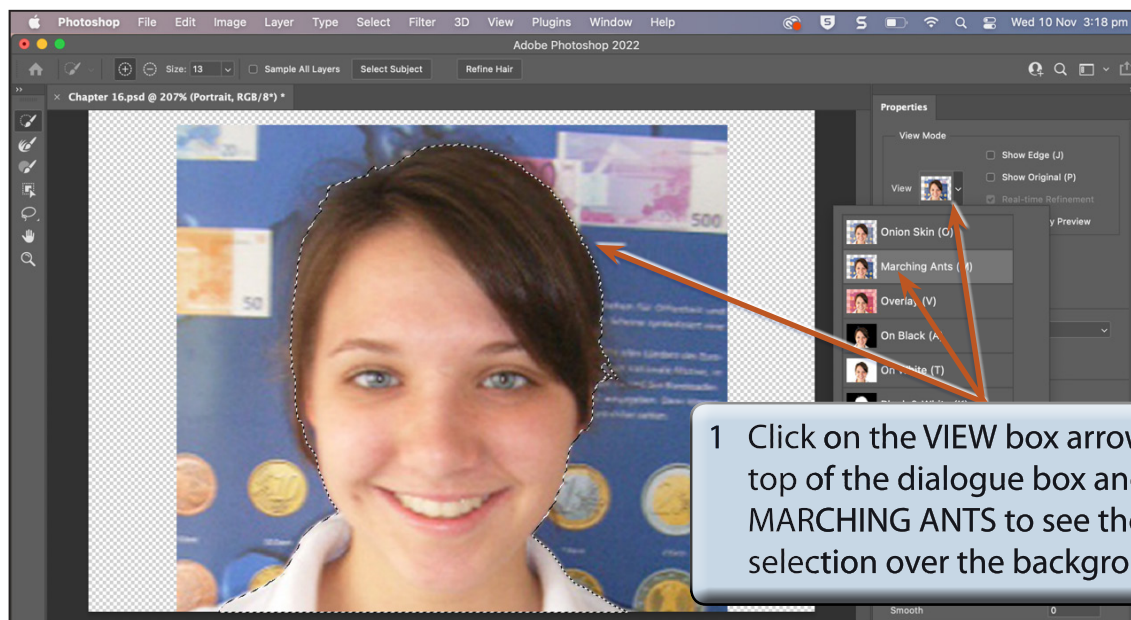 Photoshop File Edit Image Layer Type Select Filter 3D View Plugins Window Help Wed 10 Nov 3:18 pm
Adobe Photoshop 2022
Size: 13 Sample All Layers Select Subject Refine Hair
× Chapter 16.psd @ 207% (Portrait, RGB/8*) *
Properties
View Mode
Show Edge (J)
Show Original (P)
View
Real-time Refinement
y Preview
Onion Skin (O)
Marching Ants (M)
Overlay (V)
On Black (A)
On White (T)
500
50
1 Click on the VIEW box arrow
top of the dialogue box an
MARCHING ANTS to see the
selection over the backgro
Smooth 0